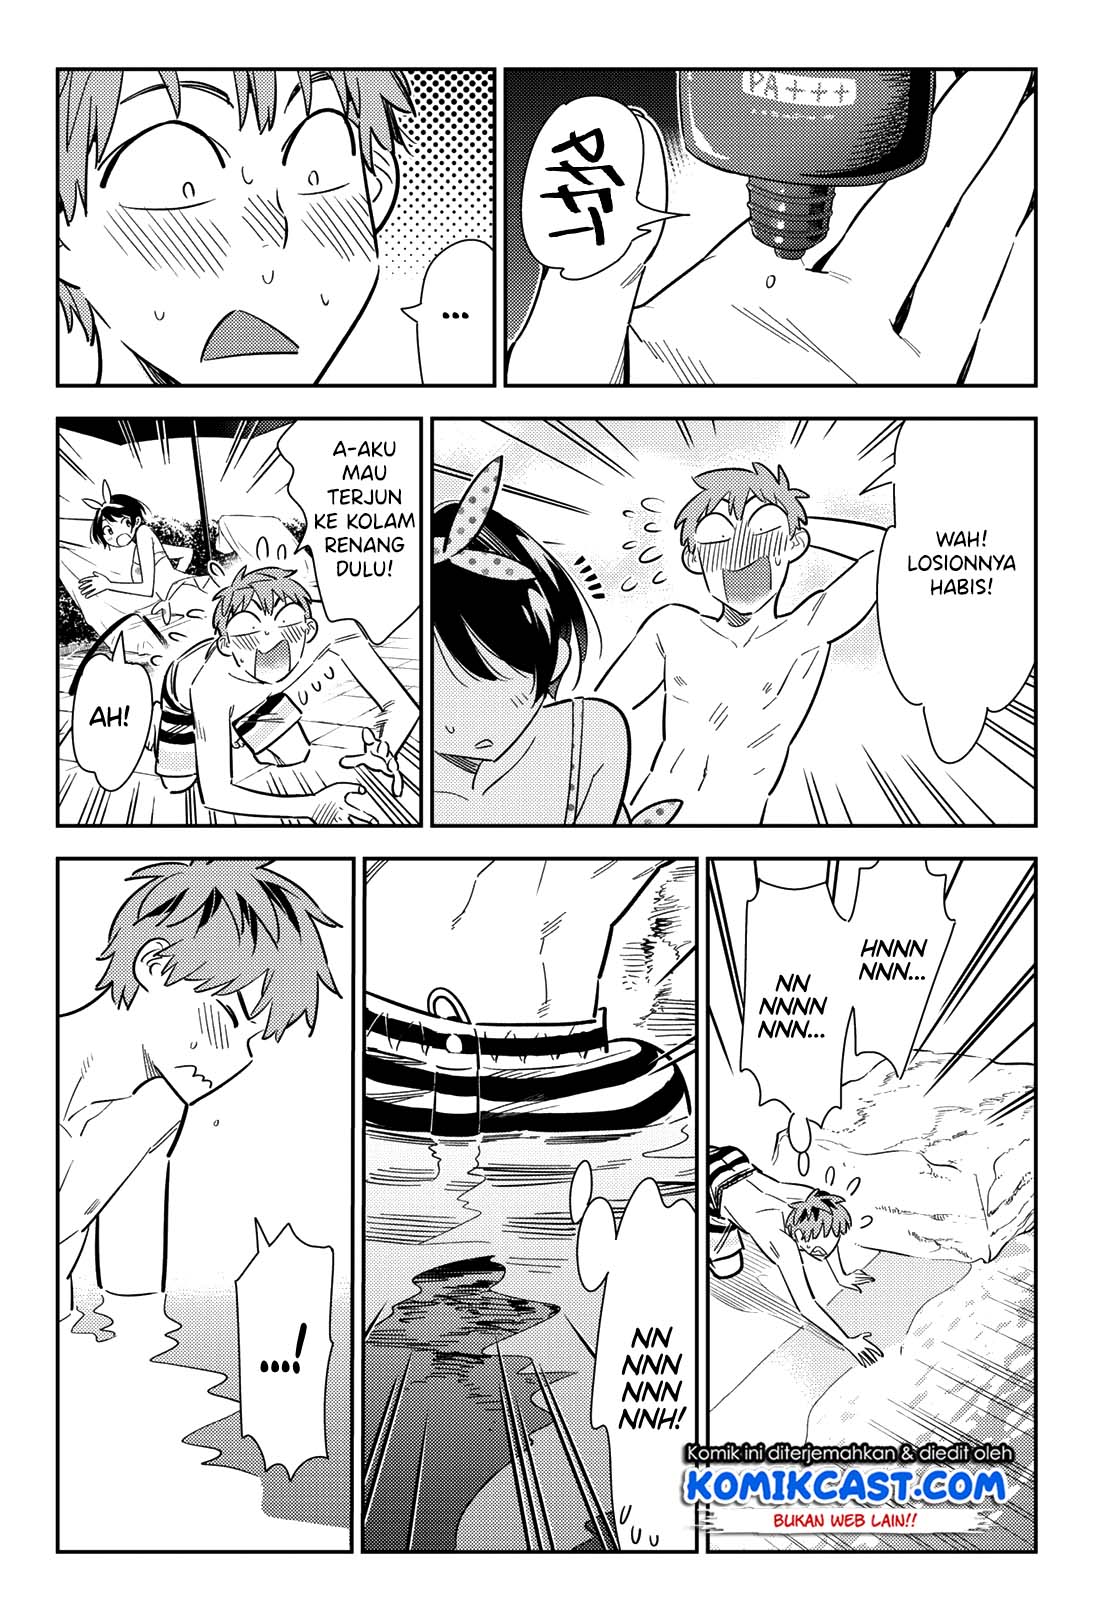 PA+++
PFFT
...
WAH!
LOSIONNYA
HABIS!
A-AKU
MAU
TERJUN
KE KOLAM
RENANG
DULU!
AH!
HNNN
NNN...
NN
NNNN
NNN...
NN
NNN
NNN
NNH!
....!
Komik ini diterjemahkan & diedit oleh
KOMIKCAST.COM
BUKAN WEB LAIN!!